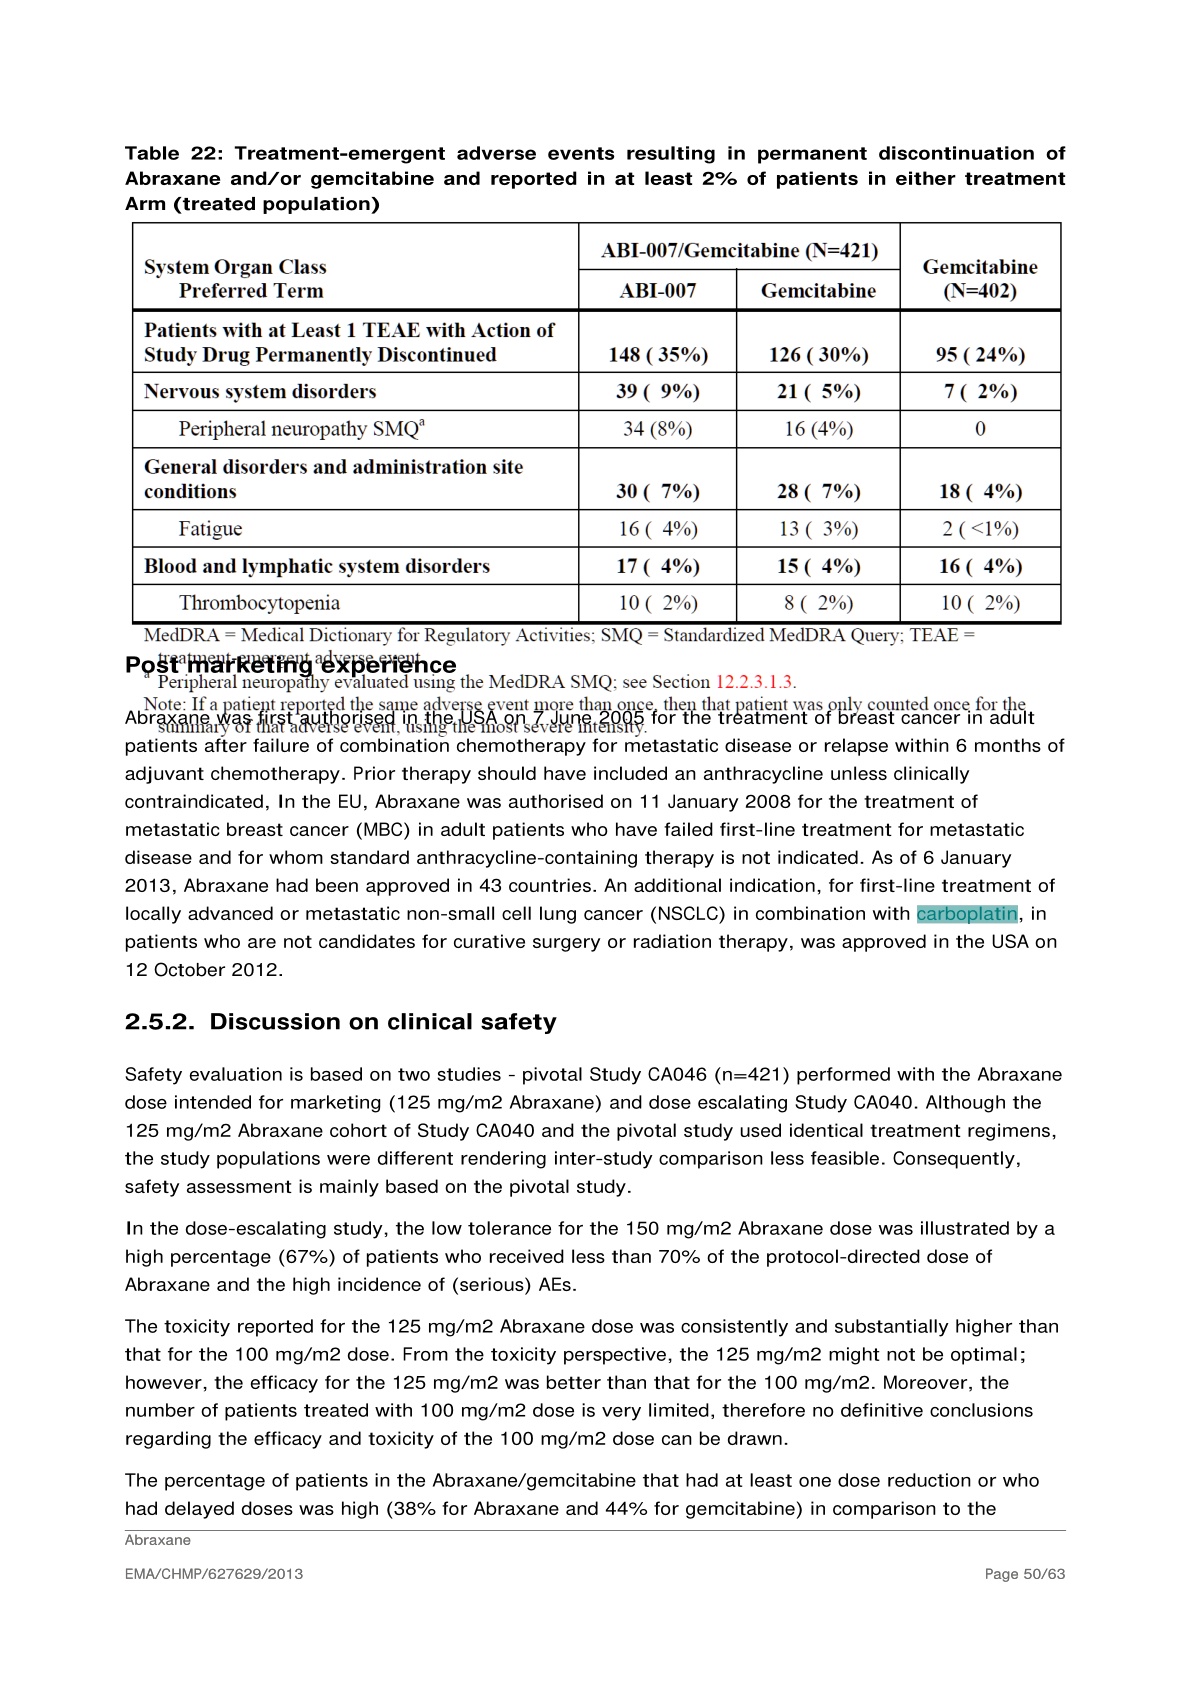 Table 22: Treatment-emergent adverse events resulting in permanent discontinuation of
Abraxane and/or gemcitabine and reported in at least 2% of patients in either treatment
Arm (treated population)
System Organ Class
Preferred Term
ABI-007/Gemcitabine (N=421)
Gemcitabine
(N=402)
ABI-007
Gemcitabine
Patients with at Least 1 TEAE with Action of
Study Drug Permanently Discontinued 148 ( 35%) 126 ( 30%) 95 ( 24%)
Nervous system disorders 39 ( 9%) 21 ( 5%) 7 ( 2%)
Peripheral neuropathy SMQa 34 (8%) 16 (4%) 0
General disorders and administration site
conditions 30 ( 7%) 28 ( 7%) 18 ( 4%)
Fatigue 16 ( 4%) 13 ( 3%) 2 ( <1%)
Blood and lymphatic system disorders 17 ( 4%) 15 ( 4%) 16 ( 4%)
Thrombocytopenia 10 ( 2%) 8 ( 2%) 10 ( 2%)
MedDRA = Medical Dictionary for Regulatory Activities; SMQ = Standardized MedDRA Query; TEAE =
treatment-emergent adverse event.
Post marketing experience
a Peripheral neuropathy evaluated using the MedDRA SMQ; see Section 12.2.3.1.3.
Note: If a patient reported the same adverse event more than once, then that patient was only counted once for the
summary of that adverse event, using the most severe intensity.
Abraxane was first authorised in the USA on 7 June 2005 for the treatment of breast cancer in adult
patients after failure of combination chemotherapy for metastatic disease or relapse within 6 months of
adjuvant chemotherapy. Prior therapy should have included an anthracycline unless clinically
contraindicated, In the EU, Abraxane was authorised on 11 January 2008 for the treatment of
metastatic breast cancer (MBC) in adult patients who have failed first-line treatment for metastatic
disease and for whom standard anthracycline-containing therapy is not indicated. As of 6 January
2013, Abraxane had been approved in 43 countries. An additional indication, for first-line treatment of
locally advanced or metastatic non-small cell lung cancer (NSCLC) in combination with carboplatin, in
patients who are not candidates for curative surgery or radiation therapy, was approved in the USA on
12 October 2012.
2.5.2. Discussion on clinical safety
Safety evaluation is based on two studies - pivotal Study CA046 (n=421) performed with the Abraxane
dose intended for marketing (125 mg/m2 Abraxane) and dose escalating Study CA040. Although the
125 mg/m2 Abraxane cohort of Study CA040 and the pivotal study used identical treatment regimens,
the study populations were different rendering inter-study comparison less feasible. Consequently,
safety assessment is mainly based on the pivotal study.
In the dose-escalating study, the low tolerance for the 150 mg/m2 Abraxane dose was illustrated by a
high percentage (67%) of patients who received less than 70% of the protocol-directed dose of
Abraxane and the high incidence of (serious) AEs.
The toxicity reported for the 125 mg/m2 Abraxane dose was consistently and substantially higher than
that for the 100 mg/m2 dose. From the toxicity perspective, the 125 mg/m2 might not be optimal;
however, the efficacy for the 125 mg/m2 was better than that for the 100 mg/m2. Moreover, the
number of patients treated with 100 mg/m2 dose is very limited, therefore no definitive conclusions
regarding the efficacy and toxicity of the 100 mg/m2 dose can be drawn.
The percentage of patients in the Abraxane/gemcitabine that had at least one dose reduction or who
had delayed doses was high (38% for Abraxane and 44% for gemcitabine) in comparison to the
Abraxane
EMA/CHMP/627629/2013 Page 50/63